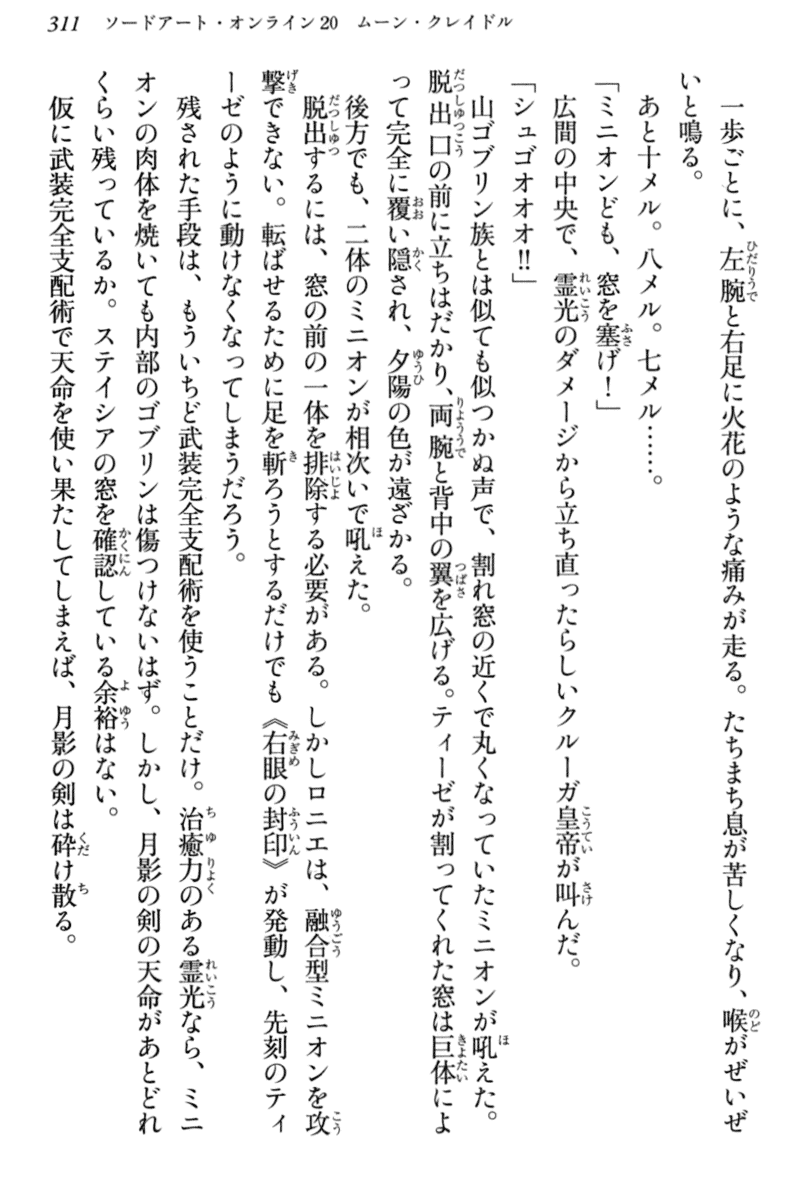 311　ソードアート・オンライン20　ムーン・クレイドル
　一歩ごとに、左腕と右足に火花のような痛みが走る。たちまち息が苦しくなり、喉がぜいぜ
いと鳴る。
　あと十メル。八メル。七メル……。
「ミニオンども、窓を塞げ！」
　広間の中央で、霊光のダメージから立ち直ったらしいクルーガ皇帝が叫んだ。
「シュゴオオオ!!」
　山ゴブリン族とは似ても似つかぬ声で、割れ窓の近くで丸くなっていたミニオンが吼えた。
脱出口の前に立ちはだかり、両腕と背中の翼を広げる。ティーゼが割ってくれた窓は巨体によ
って完全に覆い隠され、夕陽の色が遠ざかる。
　後方でも、二体のミニオンが相次いで吼えた。
　脱出するには、窓の前の一体を排除する必要がある。しかしロニエは、融合型ミニオンを攻
撃できない。転ばせるために足を斬ろうとするだけでも《右眼の封印》が発動し、先刻のティ
ーゼのように動けなくなってしまうだろう。
　残された手段は、もういちど武装完全支配術を使うことだけ。治癒力のある霊光なら、ミニ
オンの肉体を焼いても内部のゴブリンは傷つけないはず。しかし、月影の剣の天命があとどれ
くらい残っているか。ステイシアの窓を確認している余裕はない。
　仮に武装完全支配術で天命を使い果たしてしまえば、月影の剣は砕け散る。